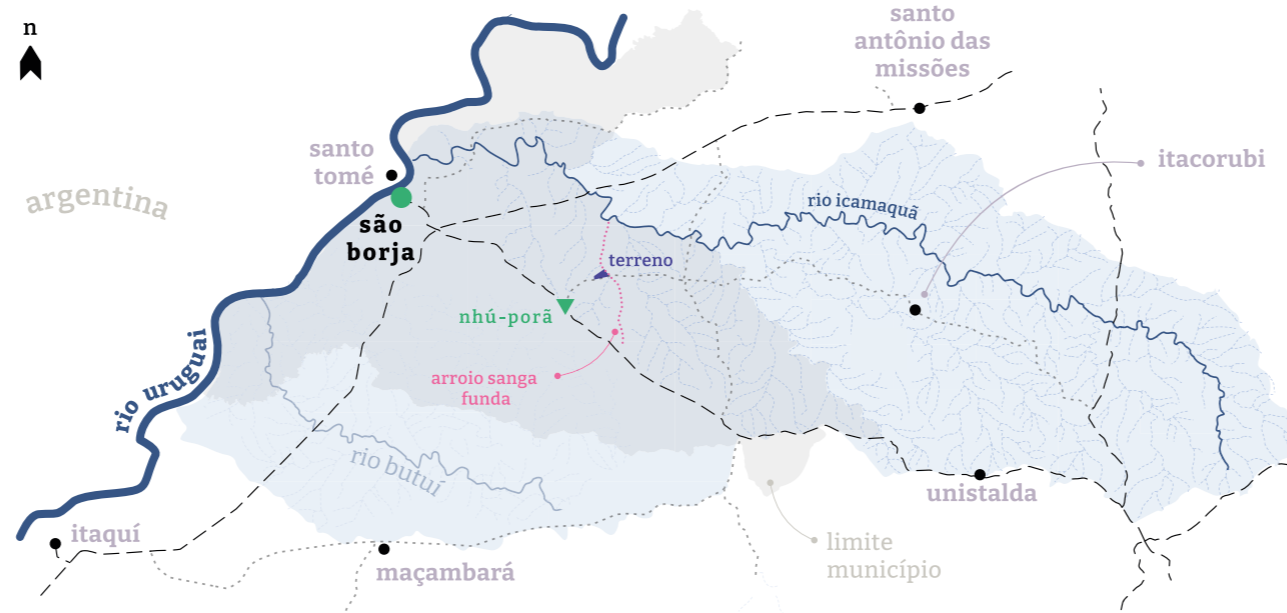 n
santo
antônio das
missões
santo
tomé
itacorubi
argentina
rio icamaquã
são
borja
terreno
nhú-porã
rio uruguai
arroio sanga
funda
rio butuí
unistalda
itaquí
maçambará
limite
município